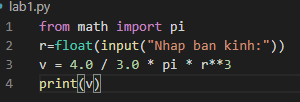 lab1.py
1 from math import pi
2 r=float(input("Nhap ban kinh:"))
3 v = 4.0 / 3.0 * pi * r**3
4 print(v)